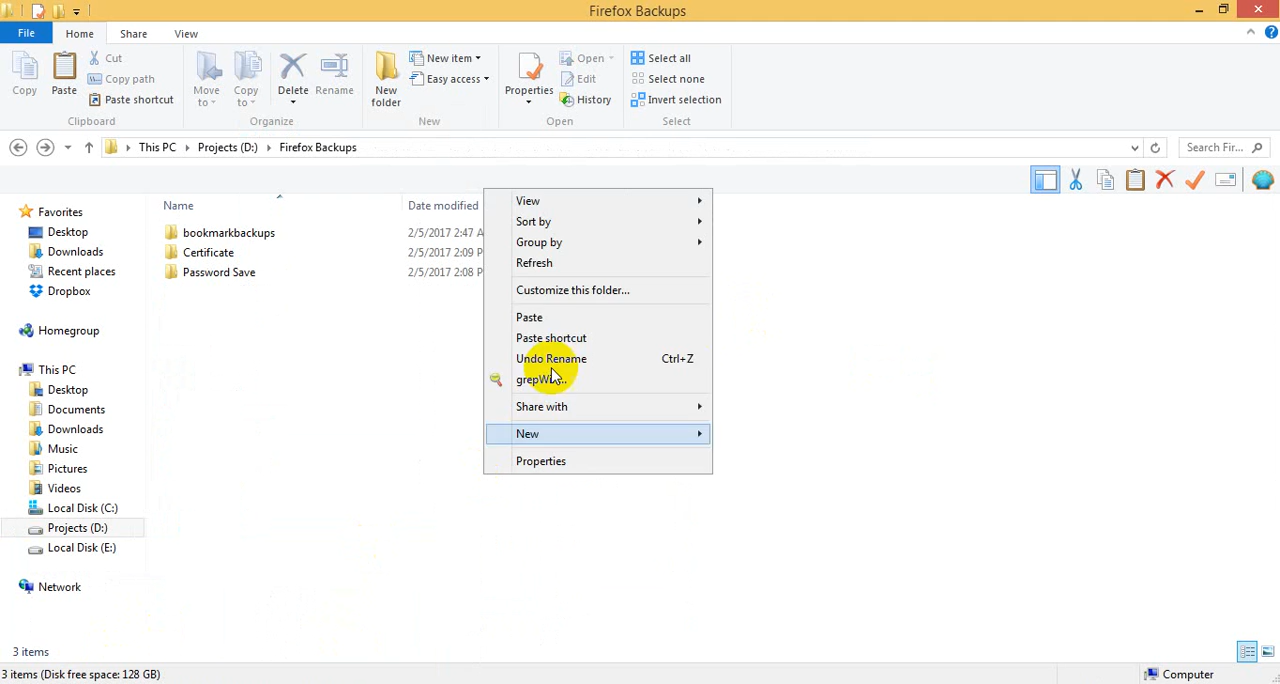 Firefox Backups
File Home Share View
Copy
Paste
Cut
Copy path
Paste shortcut
Clipboard
Move to
Copy to
Delete
Rename
Organize
New folder
New item
Easy access
New
Properties
Open
Edit
History
Open
Select all
Select none
Invert selection
Select
This PC Projects (D:) Firefox Backups
Search Fir...
Favorites
Desktop
Downloads
Recent places
Dropbox
Homegroup
This PC
Desktop
Documents
Downloads
Music
Pictures
Videos
Local Disk (C:)
Projects (D:)
Local Disk (E:)
Network
Name Date modified
bookmarkbackups 2/5/2017 2:47 A
Certificate 2/5/2017 2:09 P
Password Save 2/5/2017 2:08 P
View
Sort by
Group by
Refresh
Customize this folder...
Paste
Paste shortcut
Undo Rename Ctrl+Z
Share with
New
Properties
3 items
3 items (Disk free space: 128 GB)
Computer